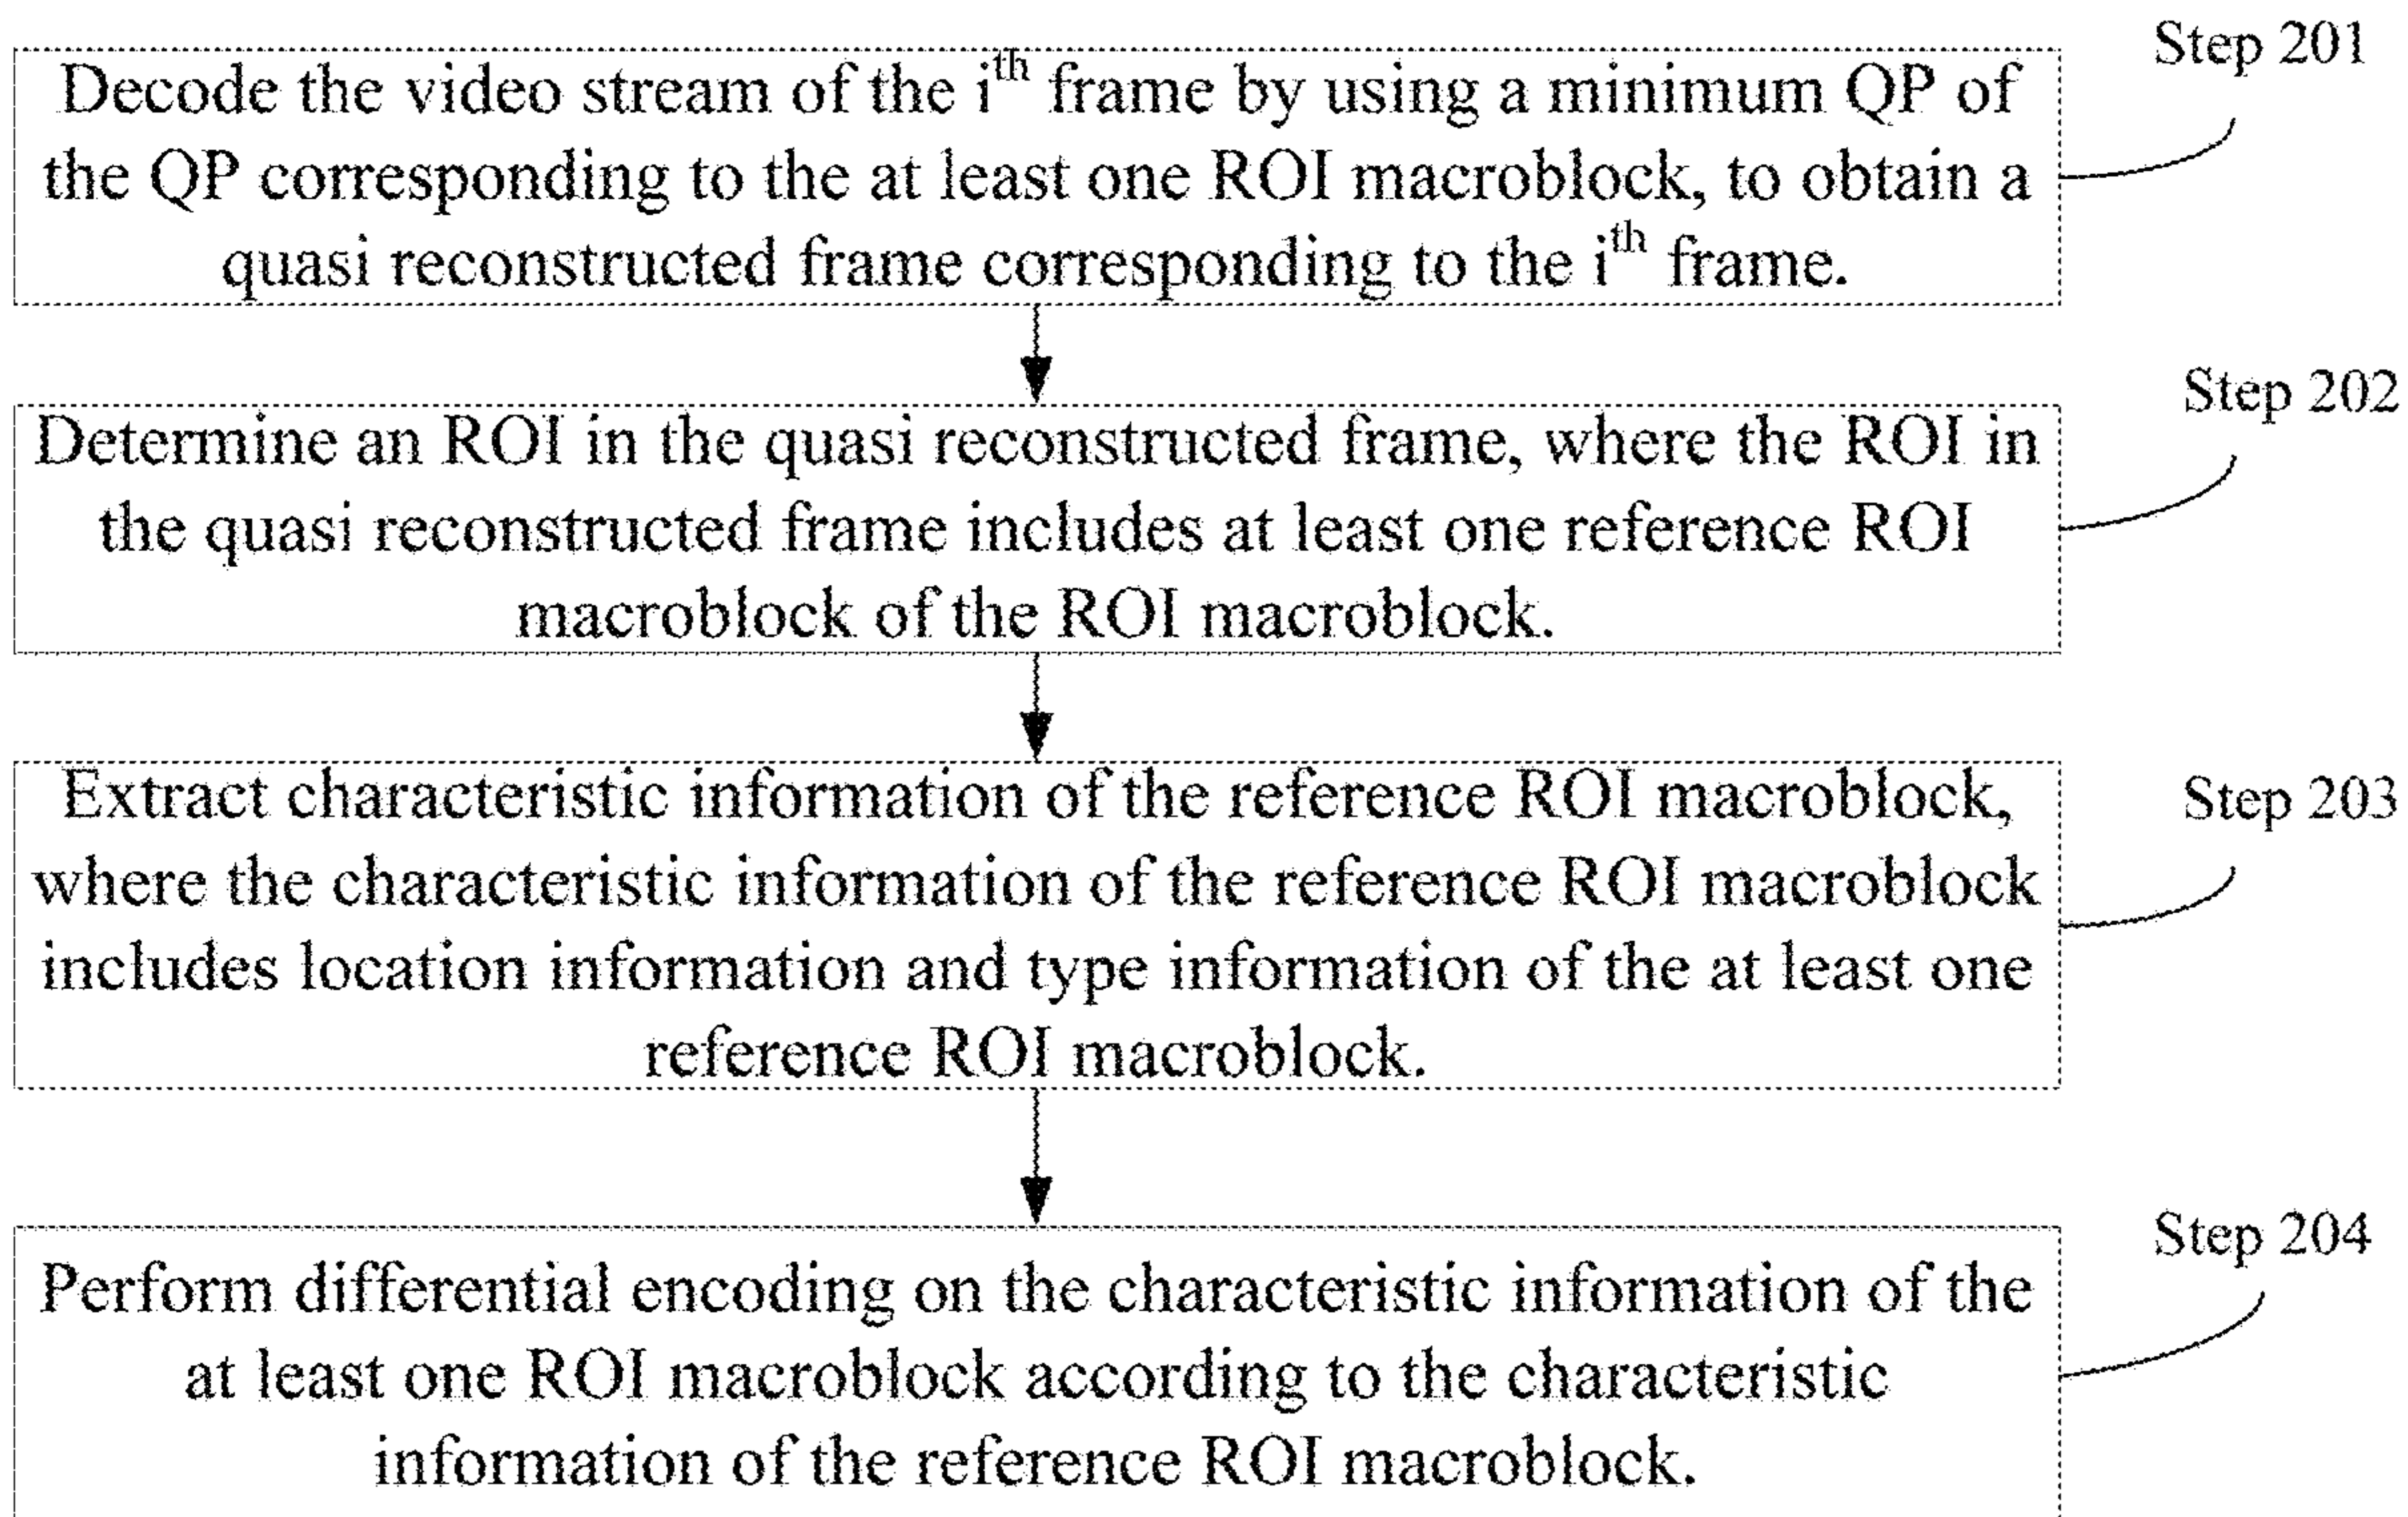 Step 201
Decode the video stream of the ith frame by using a minimum QP of
the QP corresponding to the at least one ROI macroblock, to obtain a
quasi reconstructed frame corresponding to the ith frame.
Step 202
Determine an ROI in the quasi reconstructed frame, where the ROI in
the quasi reconstructed frame includes at least one reference ROI
macroblock of the ROI macroblock.
Step 203
Extract characteristic information of the reference ROI macroblock,
where the characteristic information of the reference ROI macroblock
includes location information and type information of the at least one
reference ROI macroblock.
Step 204
Perform differential encoding on the characteristic information of the
at least one ROI macroblock according to the characteristic
information of the reference ROI macroblock.